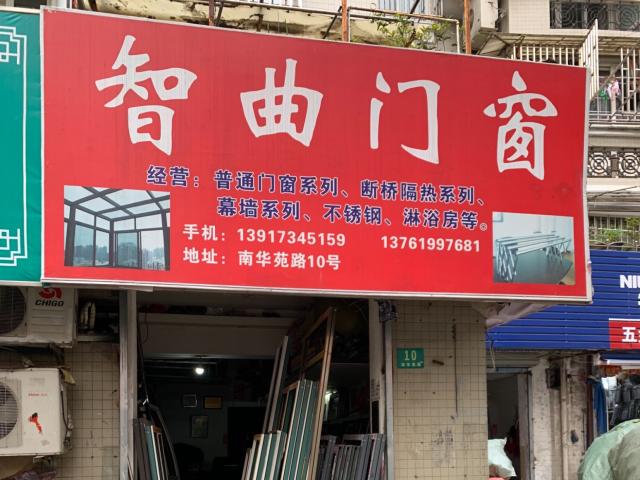 智曲门窗
经营：普通门窗系列、断桥隔热系列、
幕墙系列、不锈钢、淋浴房等。
手机：13917345159 13761997681
地址：南华苑路10号
CHIGO
10
NIU
五